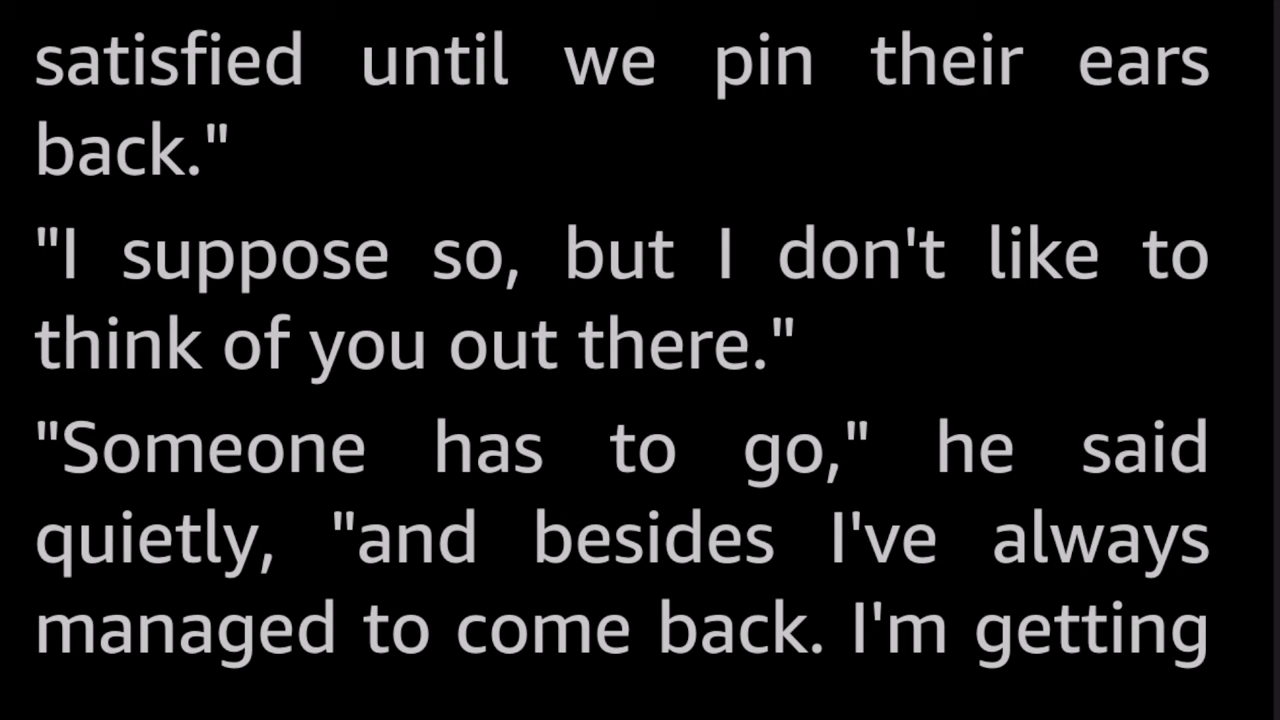 satisfied until we pin their ears
back."
"I suppose so, but I don't like to
think of you out there."
"Someone has to go," he said
quietly, "and besides I've always
managed to come back. I'm getting